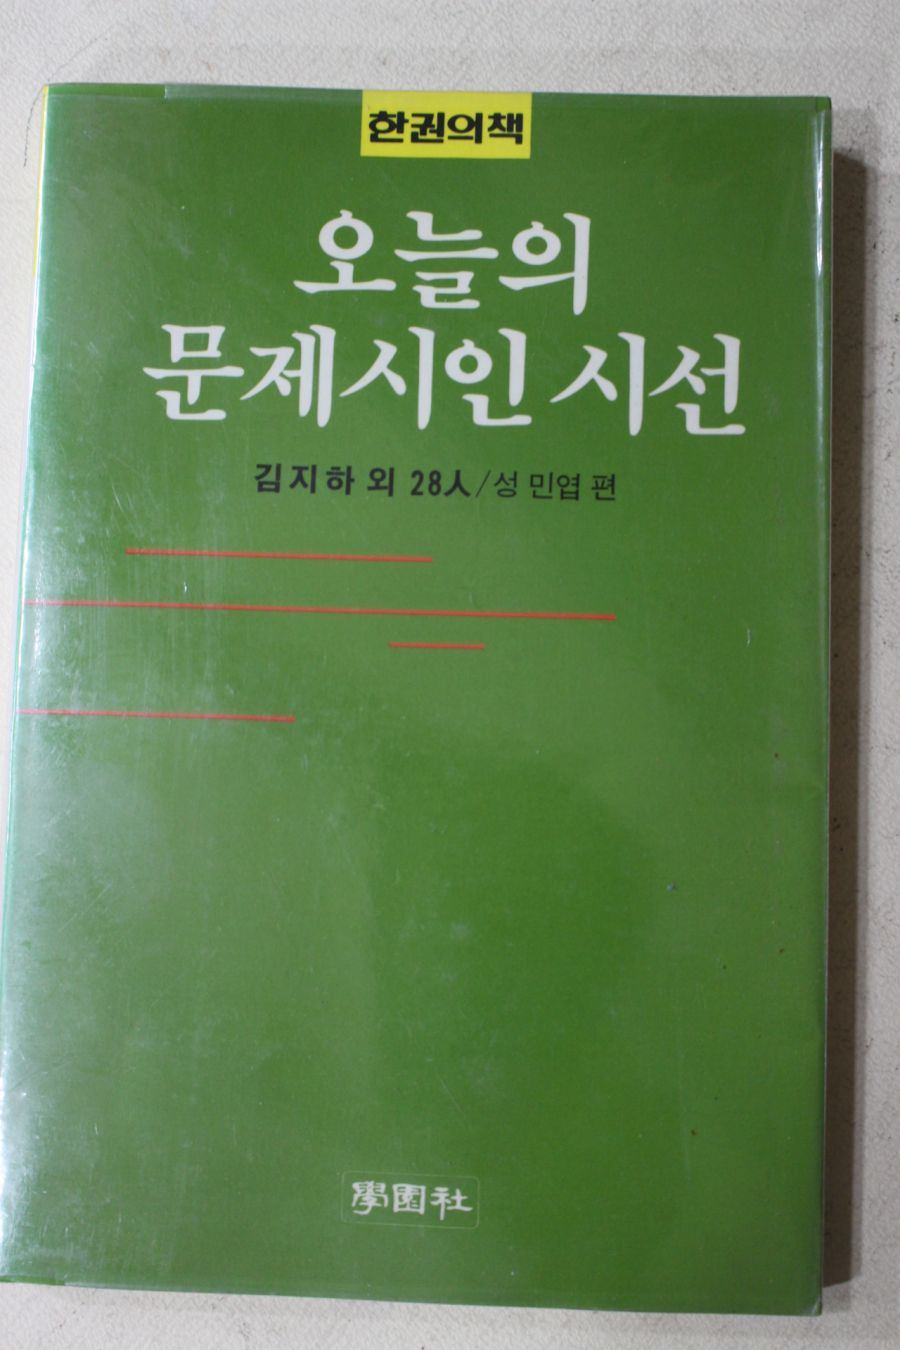 한권의책
오늘의
문제시인 시선
김지하 외 28人/성 민엽 편
學園社